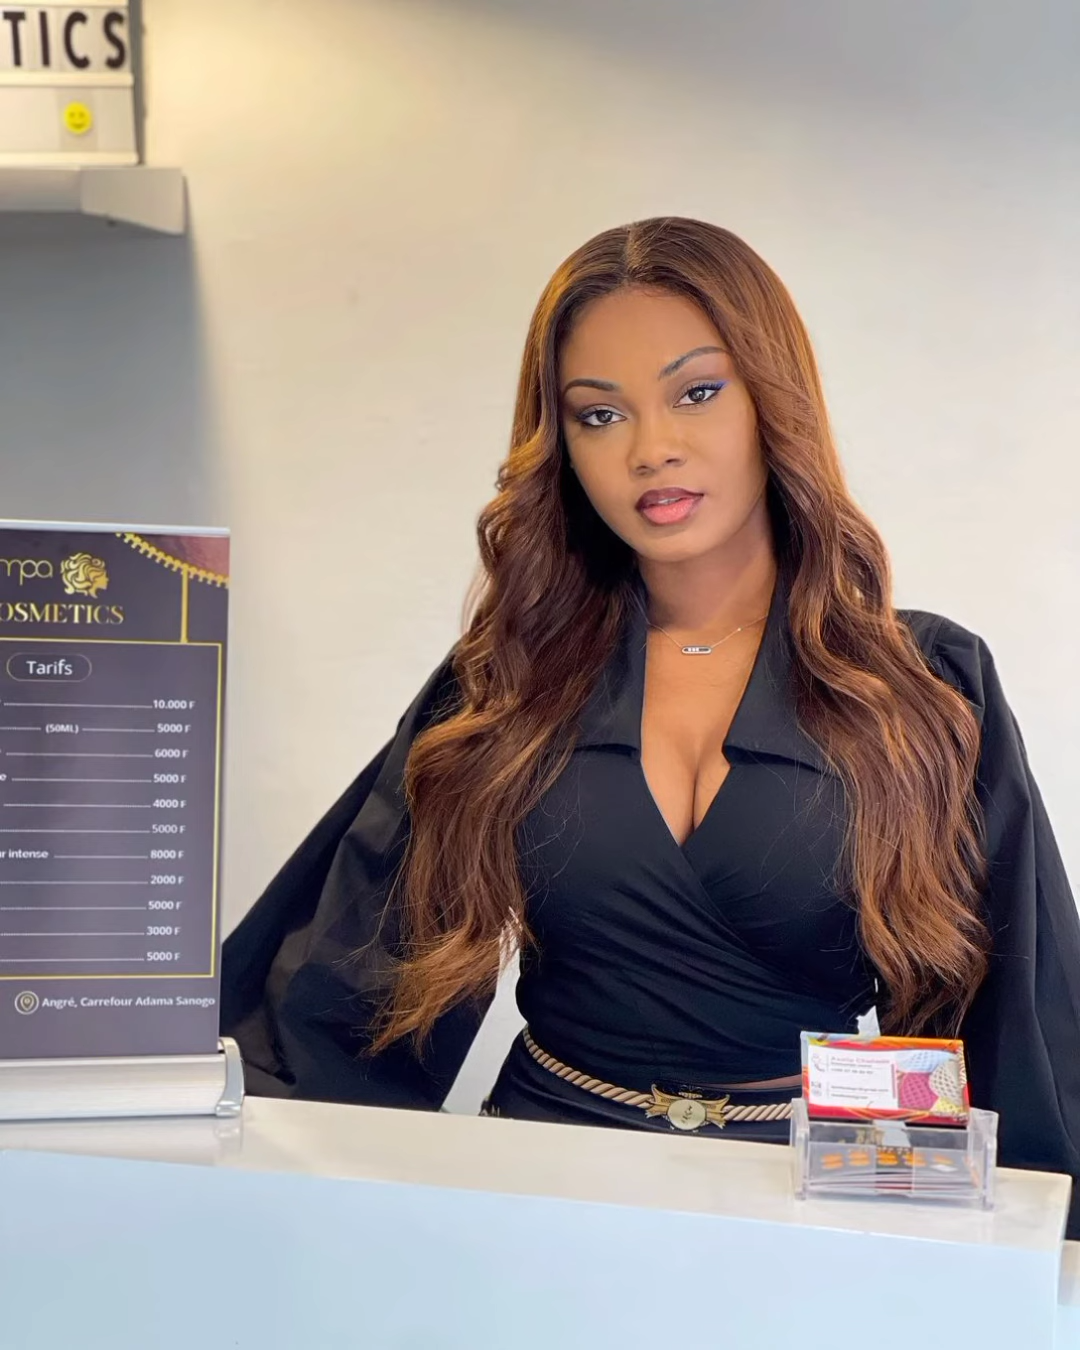 TICS
mpa
OSMETICS
Tarifs
10.000 F
(50ML) 5000 F
6000 F
e 5000 F
4000 F
5000 F
r intense 8000 F
2000 F
5000 F
3000 F
5000 F
Angré, Carrefour Adama Sanogo